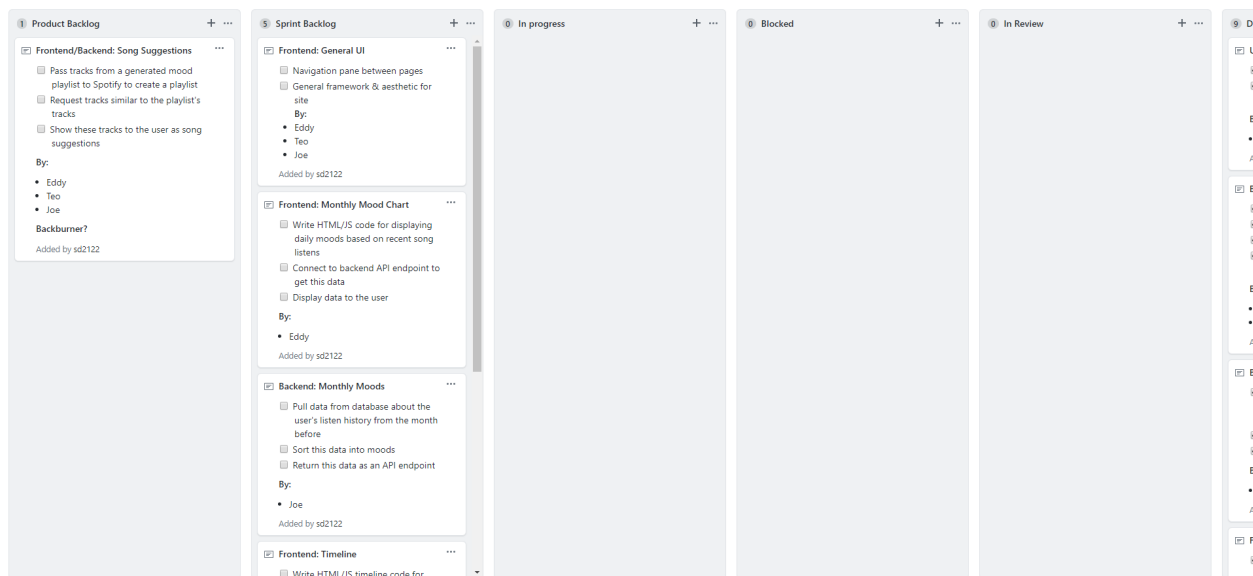 1 Product Backlog
Frontend/Backend: Song Suggestions
Pass tracks from a generated mood
playlist to Spotify to create a playlist
Request tracks similar to the playlist's
tracks
Show these tracks to the user as song
suggestions
By:
Eddy
Teo
Joe
Backburner?
Added by sd2122
5 Sprint Backlog
Frontend: General UI
Navigation pane between pages
General framework & aesthetic for
site
By:
Eddy
Teo
Joe
Added by sd2122
Frontend: Monthly Mood Chart
Write HTML/JS code for displaying
daily moods based on recent song
listens
Connect to backend API endpoint to
get this data
Display data to the user
By:
Eddy
Added by sd2122
Backend: Monthly Moods
Pull data from database about the
user's listen history from the month
before
Sort this data into moods
Return this data as an API endpoint
By:
Joe
Added by sd2122
Frontend: Timeline
Write HTML/JS timeline code for
0 In progress
0 Blocked
0 In Review
9